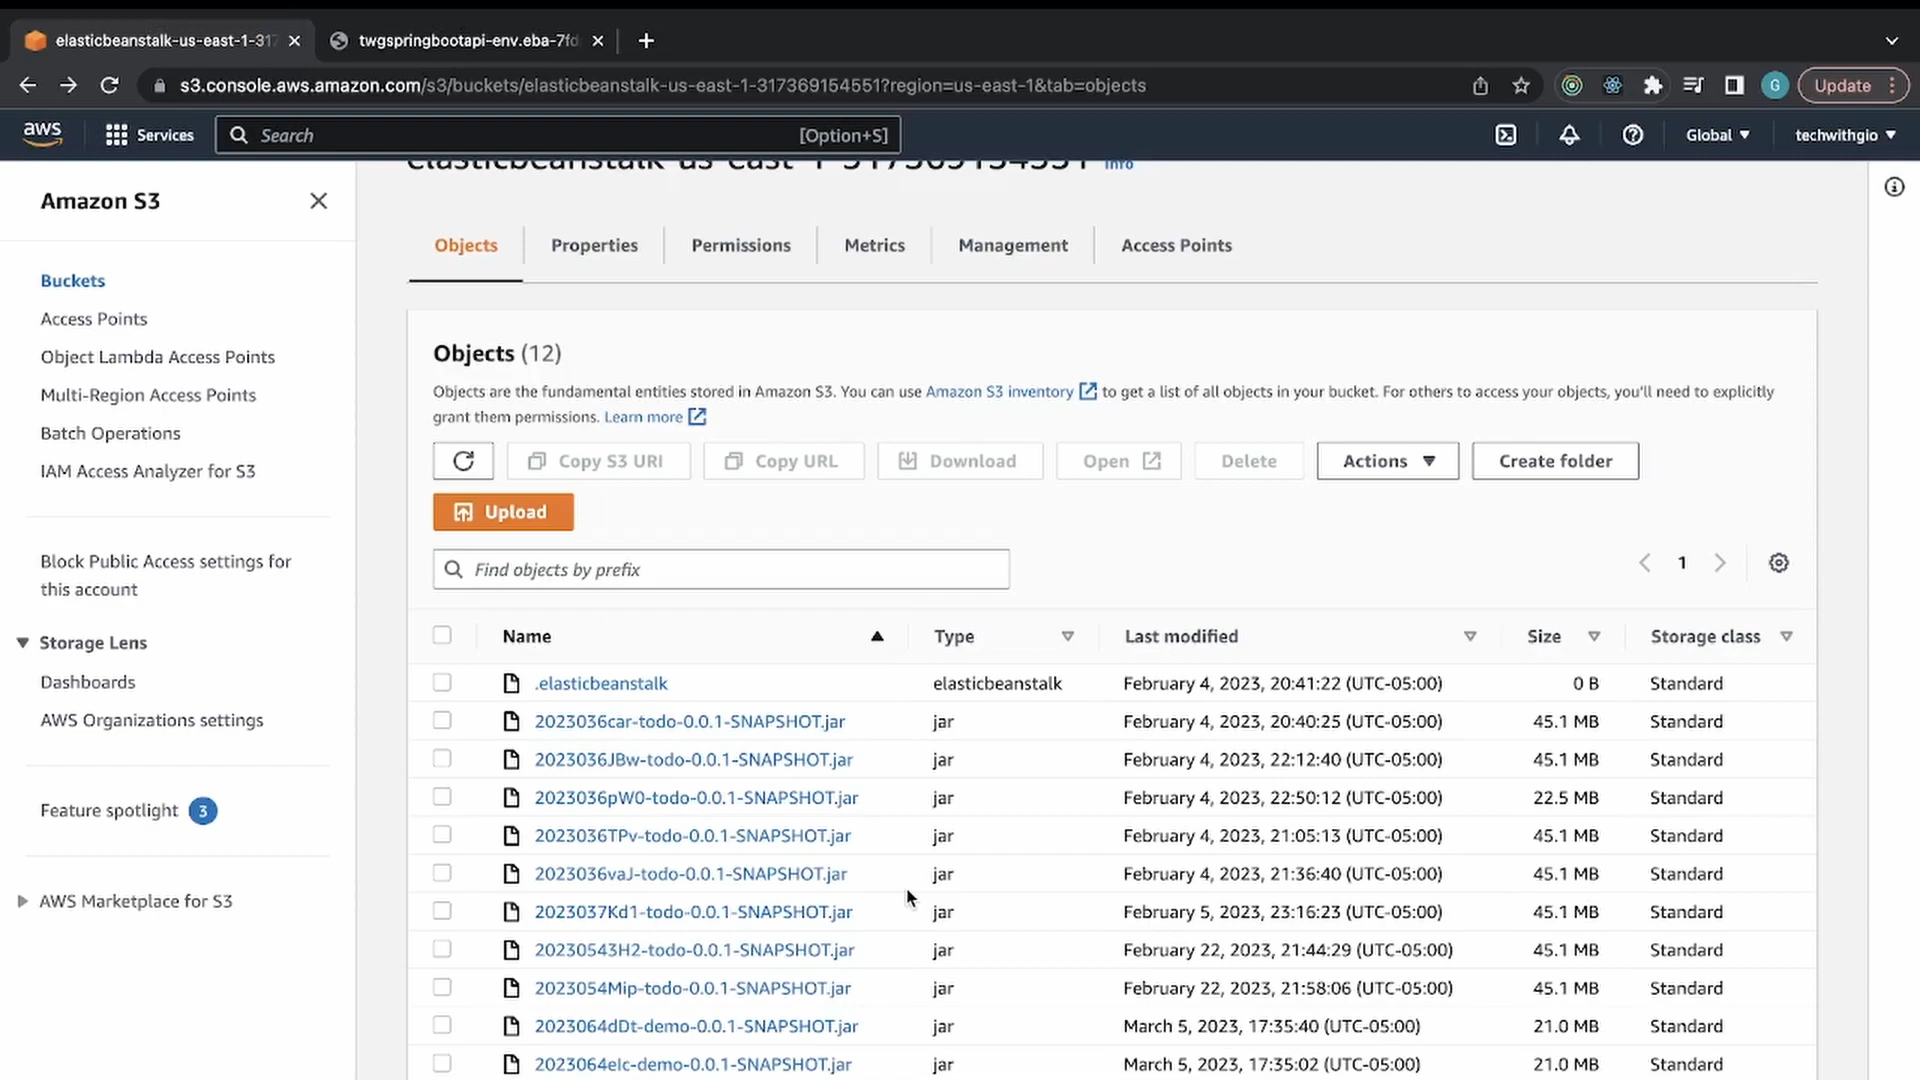 elasticbeanstalk-us-east-1-317
twgspringbootapi-env.eba-7fd
s3.console.aws.amazon.com/s3/buckets/elasticbeanstalk-us-east-1-317369154551?region=us-east-1&tab=objects
G
Update
aws
Services
Search
[Option+S]
Global
techwithgio
Amazon S3
Buckets
Access Points
Object Lambda Access Points
Multi-Region Access Points
Batch Operations
IAM Access Analyzer for S3
Block Public Access settings for
this account
Storage Lens
Dashboards
AWS Organizations settings
Feature spotlight 3
AWS Marketplace for S3
elasticbeanstalk-us-east-1-317369154551 Info
Objects
Properties
Permissions
Metrics
Management
Access Points
Objects (12)
Objects are the fundamental entities stored in Amazon S3. You can use Amazon S3 inventory to get a list of all objects in your bucket. For others to access your objects, you'll need to explicitly
grant them permissions. Learn more
Copy S3 URI
Copy URL
Download
Open
Delete
Actions
Create folder
Upload
Find objects by prefix
1
Name Type Last modified Size Storage class
.elasticbeanstalk elasticbeanstalk February 4, 2023, 20:41:22 (UTC-05:00) 0 B Standard
2023036car-todo-0.0.1-SNAPSHOT.jar jar February 4, 2023, 20:40:25 (UTC-05:00) 45.1 MB Standard
2023036JBw-todo-0.0.1-SNAPSHOT.jar jar February 4, 2023, 22:12:40 (UTC-05:00) 45.1 MB Standard
2023036pW0-todo-0.0.1-SNAPSHOT.jar jar February 4, 2023, 22:50:12 (UTC-05:00) 22.5 MB Standard
2023036TPv-todo-0.0.1-SNAPSHOT.jar jar February 4, 2023, 21:05:13 (UTC-05:00) 45.1 MB Standard
2023036vaJ-todo-0.0.1-SNAPSHOT.jar jar February 4, 2023, 21:36:40 (UTC-05:00) 45.1 MB Standard
2023037Kd1-todo-0.0.1-SNAPSHOT.jar jar February 5, 2023, 23:16:23 (UTC-05:00) 45.1 MB Standard
20230543H2-todo-0.0.1-SNAPSHOT.jar jar February 22, 2023, 21:44:29 (UTC-05:00) 45.1 MB Standard
2023054Mip-todo-0.0.1-SNAPSHOT.jar jar February 22, 2023, 21:58:06 (UTC-05:00) 45.1 MB Standard
2023064dDt-demo-0.0.1-SNAPSHOT.jar jar March 5, 2023, 17:35:40 (UTC-05:00) 21.0 MB Standard
2023064eIc-demo-0.0.1-SNAPSHOT.jar jar March 5, 2023, 17:35:02 (UTC-05:00) 21.0 MB Standard